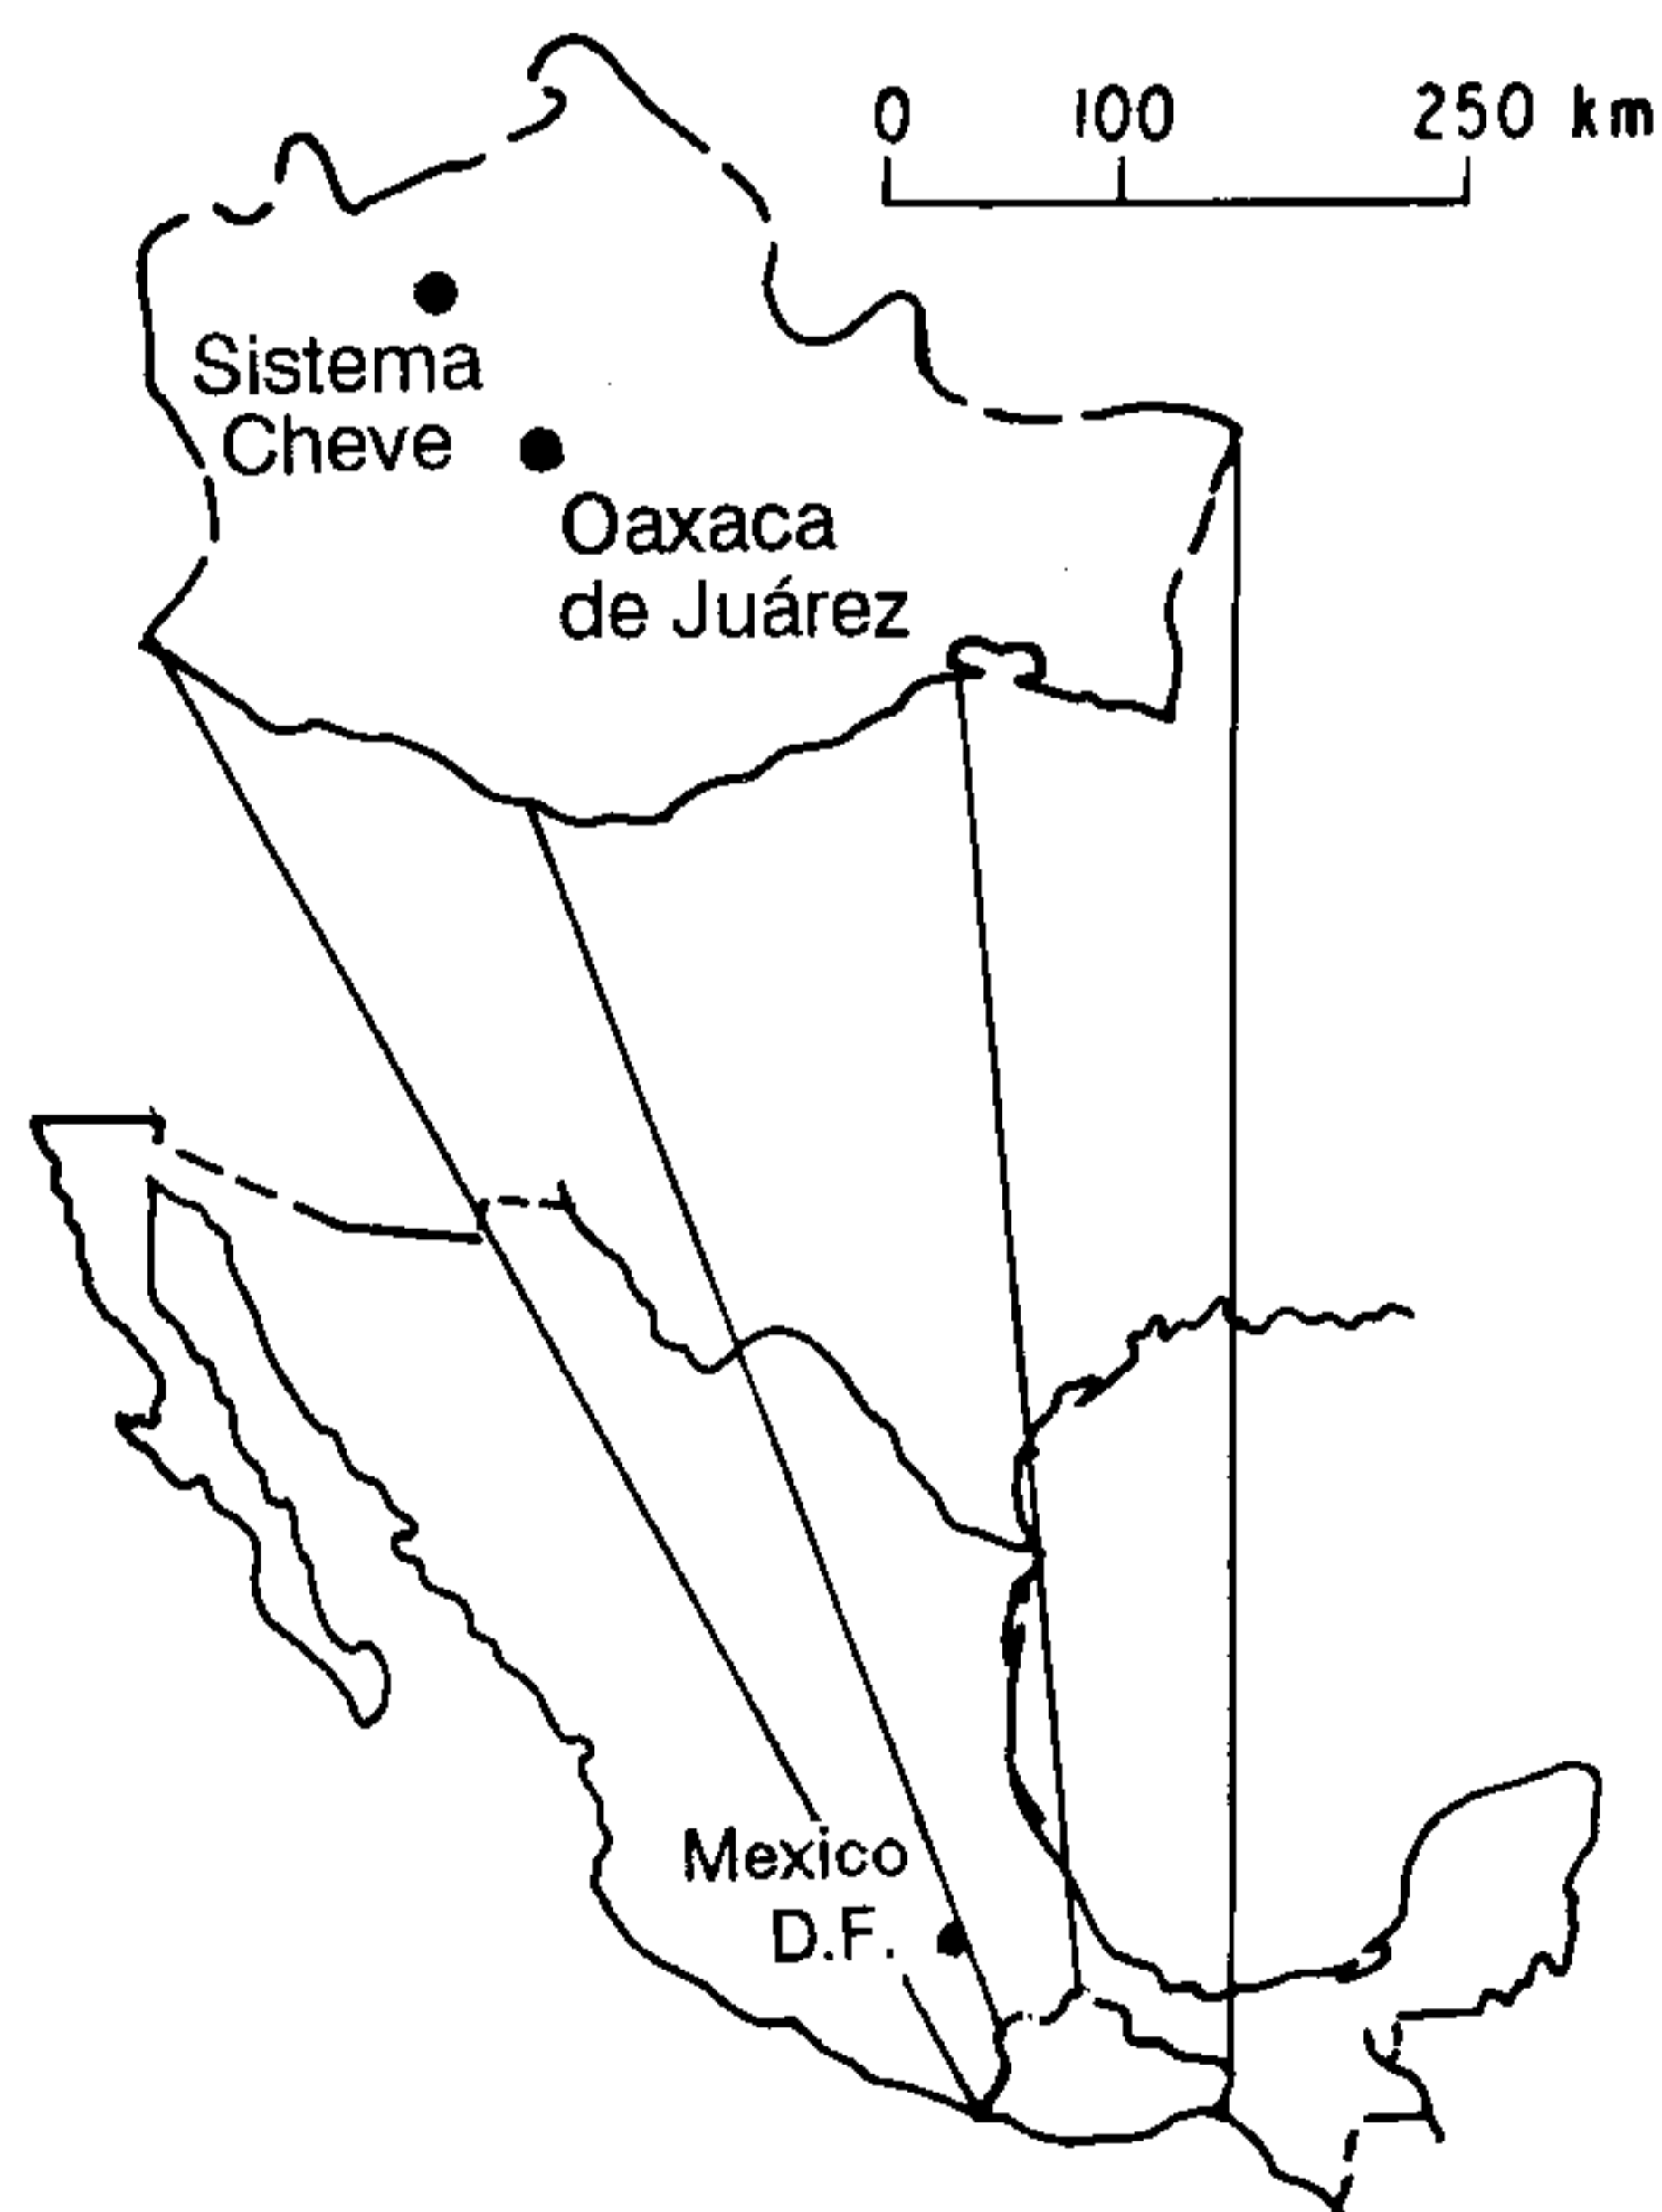 0 100 250 km
Sistema
Cheve
Oaxaca
de Juárez
Mexico
D.F.